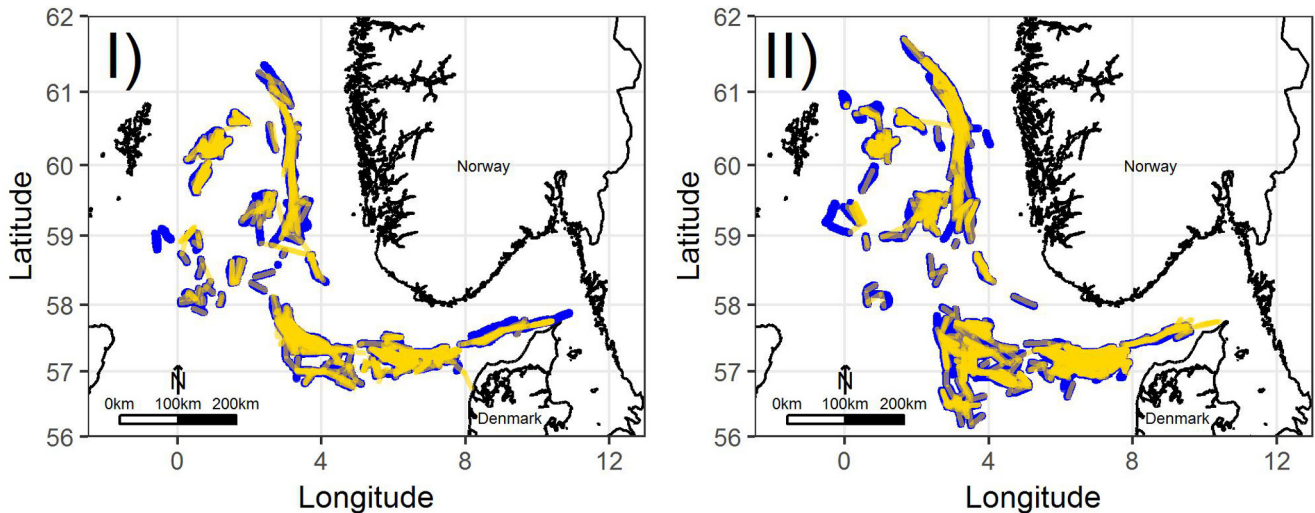 I)
62
61
60
59
58
57
56
Latitude
Norway
Denmark
N
0km 100km 200km
0 4 8 12
Longitude
II)
62
61
60
59
58
57
56
Latitude
Norway
Denmark
N
0km 100km 200km
0 4 8 12
Longitude